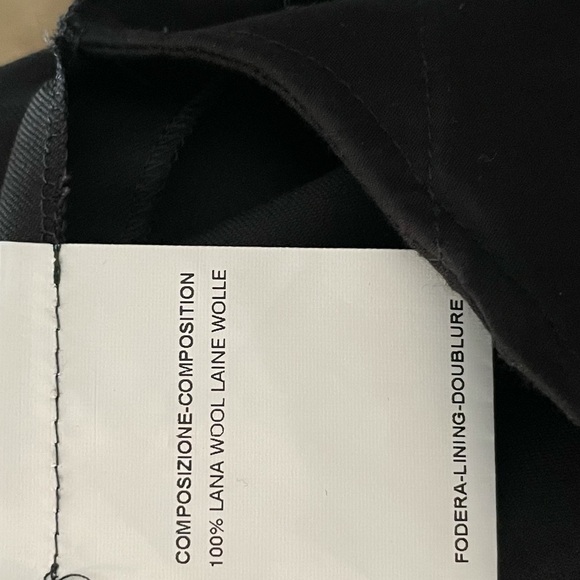 COMPOSIZIONE-COMPOSITION
100% LANA WOOL LAINE WOLLE
FODERA-LINING-DOUBLURE